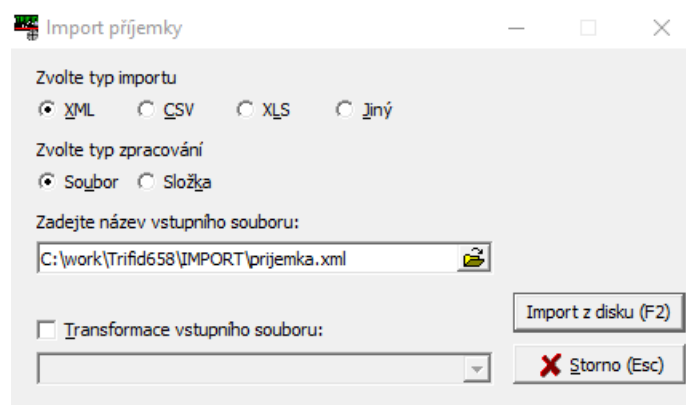 Import příjemky
Zvolte typ importu
XML CSV XLS Jiný
Zvolte typ zpracování
Soubor Složka
Zadejte název vstupního souboru:
C:\work\Trifid658\IMPORT\prijemka.xml
Import z disku (F2)
Transformace vstupního souboru:
Storno (Esc)